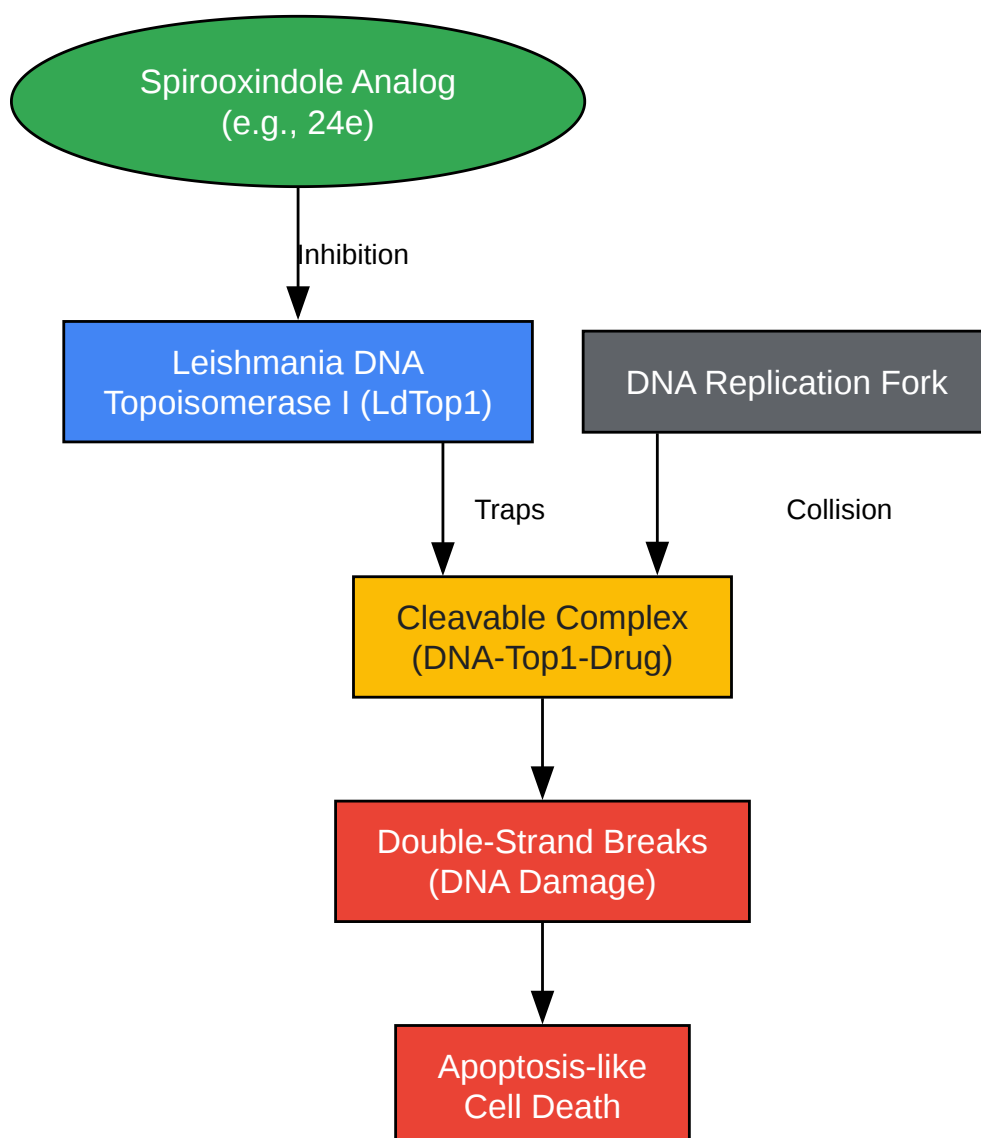 Spirooxindole Analog
(e.g., 24e)
Inhibition
Leishmania DNA
Topoisomerase I (LdTop1)
DNA Replication Fork
Traps
Collision
Cleavable Complex
(DNA-Top1-Drug)
Double-Strand Breaks
(DNA Damage)
Apoptosis-like
Cell Death